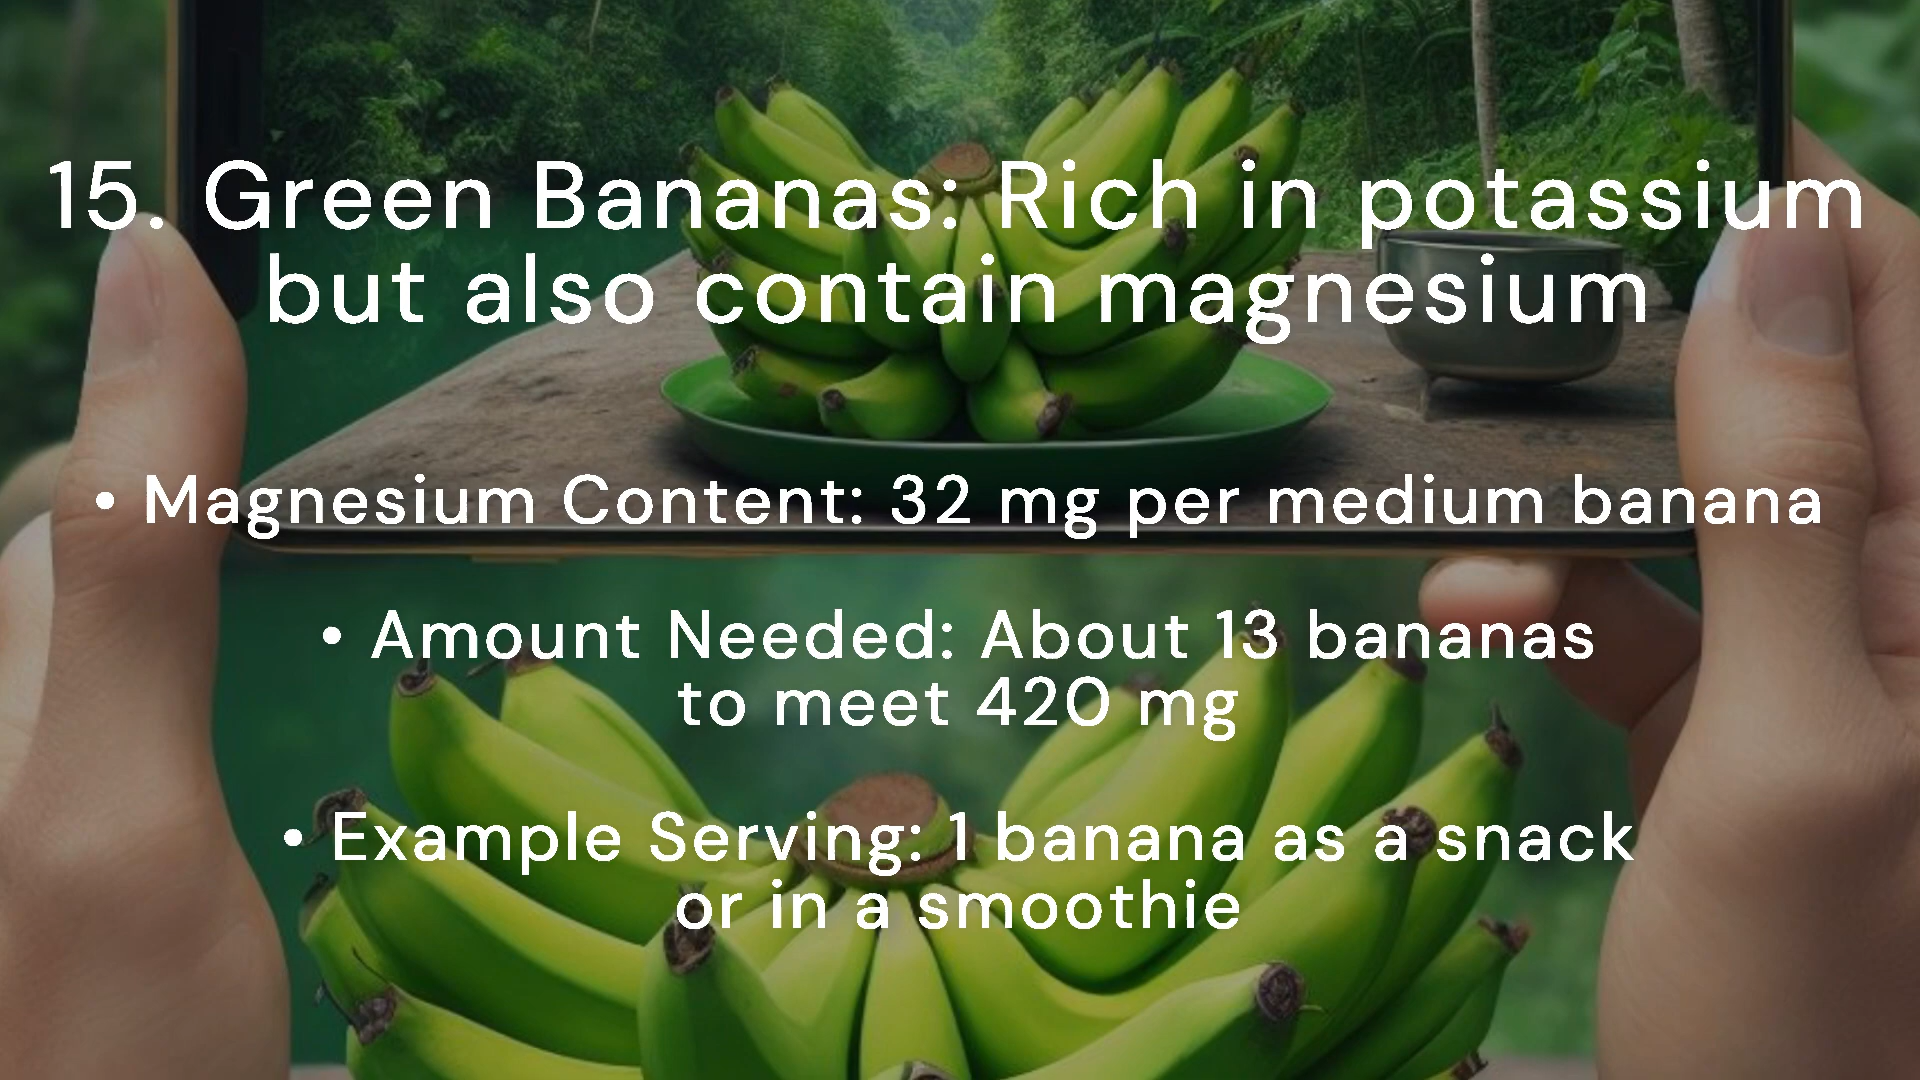 15. Green Bananas: Rich in potassium
but also contain magnesium
• Magnesium Content: 32 mg per medium banana
• Amount Needed: About 13 bananas
to meet 420 mg
• Example Serving: 1 banana as a snack
or in a smoothie